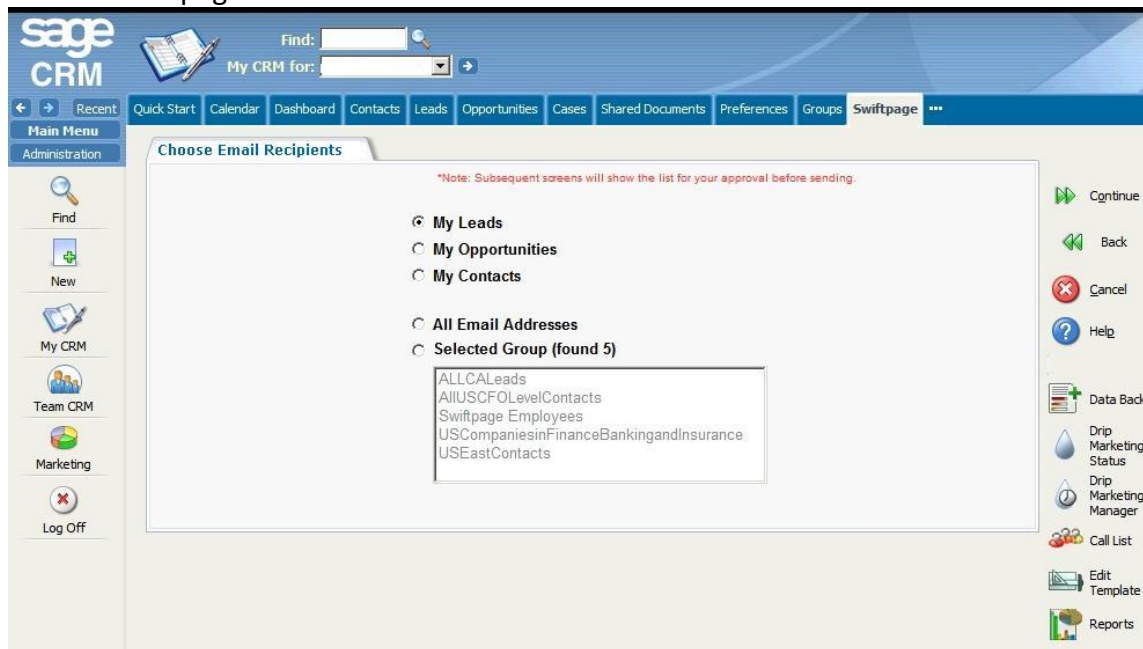 sage
CRM
Find:
My CRM for:
Recent
Quick Start Calendar Dashboard Contacts Leads Opportunities Cases Shared Documents Preferences Groups Swiftpage
Main Menu
Administration
Choose Email Recipients
*Note: Subsequent screens will show the list for your approval before sending.
My Leads
My Opportunities
My Contacts
All Email Addresses
Selected Group (found 5)
ALLCALeads
AllUSCFOLevelContacts
Swiftpage Employees
USCompaniesinFinanceBankingandInsurance
USEastContacts
Find
New
My CRM
Team CRM
Marketing
Log Off
Continue
Back
Cancel
Help
Data Back
Drip
Marketing
Status
Drip
Marketing
Manager
Call List
Edit
Template
Reports